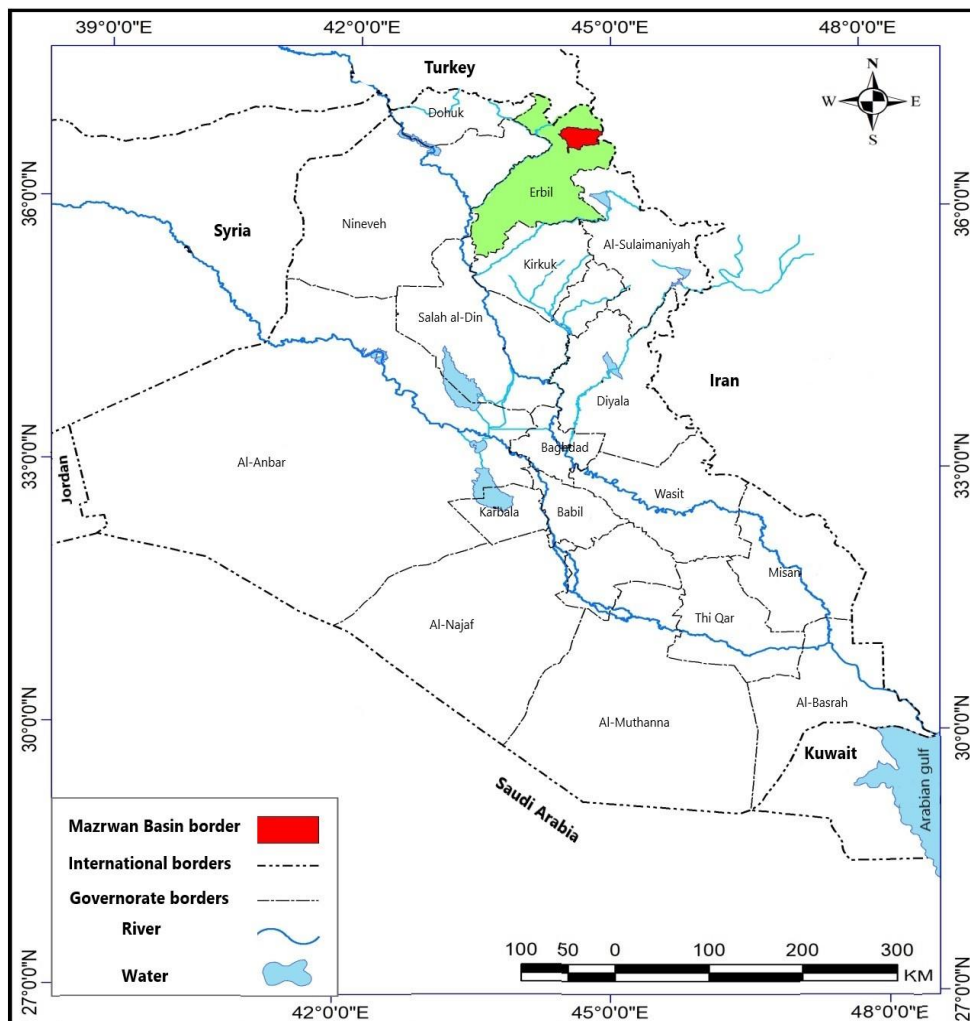 39°0'0"E 42°0'0"E 45°0'0"E 48°0'0"E
Turkey
N
W E
S
Dohuk
36°0'0"N
36°0'0"N
Erbil
Nineveh
Syria
Al-Sulaimaniyah
Kirkuk
Salah al-Din
Iran
Diyala
Baghdad
33°0'0"N
33°0'0"N
Al-Anbar
Jordan
Wasit
Karbala
Babil
Misan
Al-Najaf
Thi Qar
Al-Basrah
Al-Muthanna
30°0'0"N
30°0'0"N
Kuwait
Arabian gulf
Saudi Arabia
Mazrwan Basin border
International borders
Governorate borders
River
Water
100 50 0 100 200 300
KM
27°0'0"N
27°0'0"N
42°0'0"E 45°0'0"E 48°0'0"E